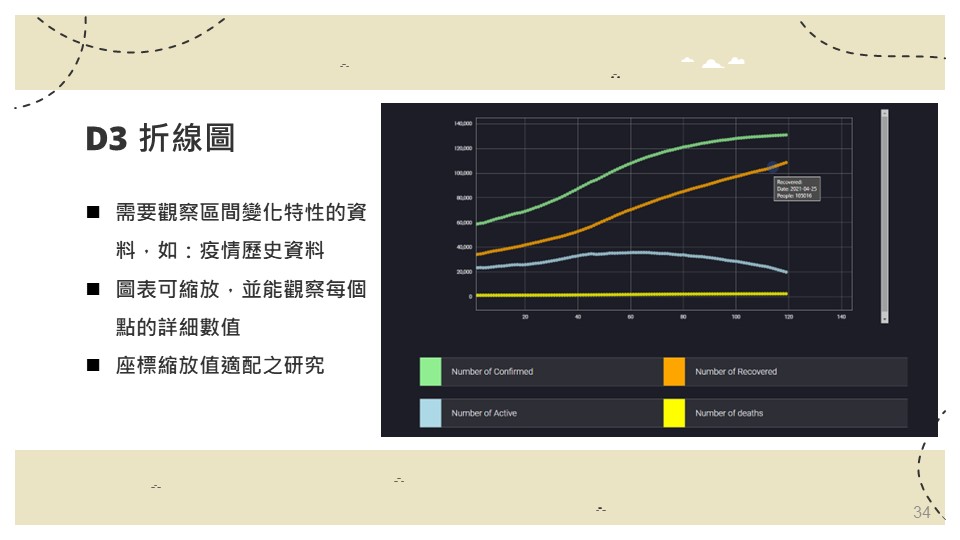 D3 折線圖
■ 需要觀察區間變化特性的資
料，如：疫情歷史資料
■ 圖表可縮放，並能觀察每個
點的詳細數值
■ 座標縮放值適配之研究
140,000
120,000
100,000
80,000
60,000
40,000
20,000
0
20 40 60 80 100 120 140
Recovered:
Date: 2021-04-25
People: 105016
Number of Confirmed
Number of Recovered
Number of Active
Number of deaths
34